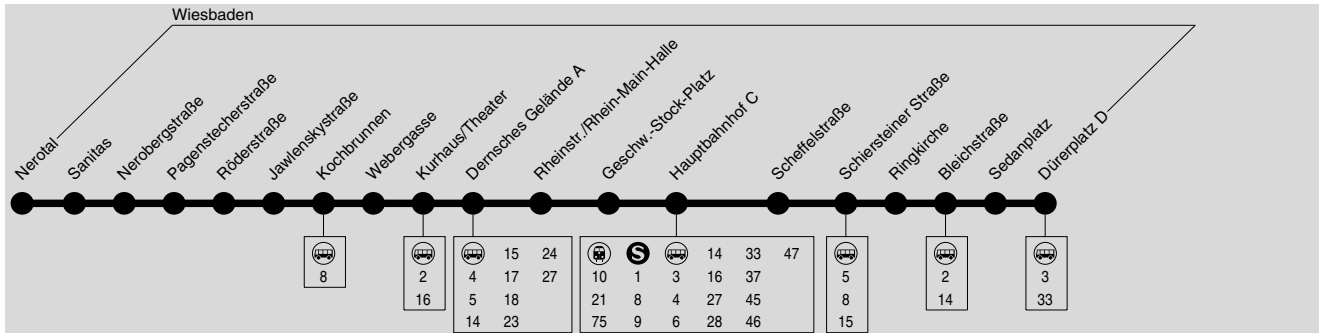 Wiesbaden
Nerotal
Sanitas
Nerobergstraße
Pagenstecherstraße
Röderstraße
Jawlenskystraße
Kochbrunnen
Webergasse
Kurhaus/Theater
Dernsches Gelände A
Rheinstr./Rhein-Main-Halle
Geschw.-Stock-Platz
Hauptbahnhof C
Scheffelstraße
Schiersteiner Straße
Ringkirche
Bleichstraße
Sedanplatz
Dürerplatz D
8
2
16
15 24
4 17 27
5 18
14 23
S 14 33 47
10 1 3 16 37
21 8 4 27 45
75 9 6 28 46
5
8
15
2
14
3
33